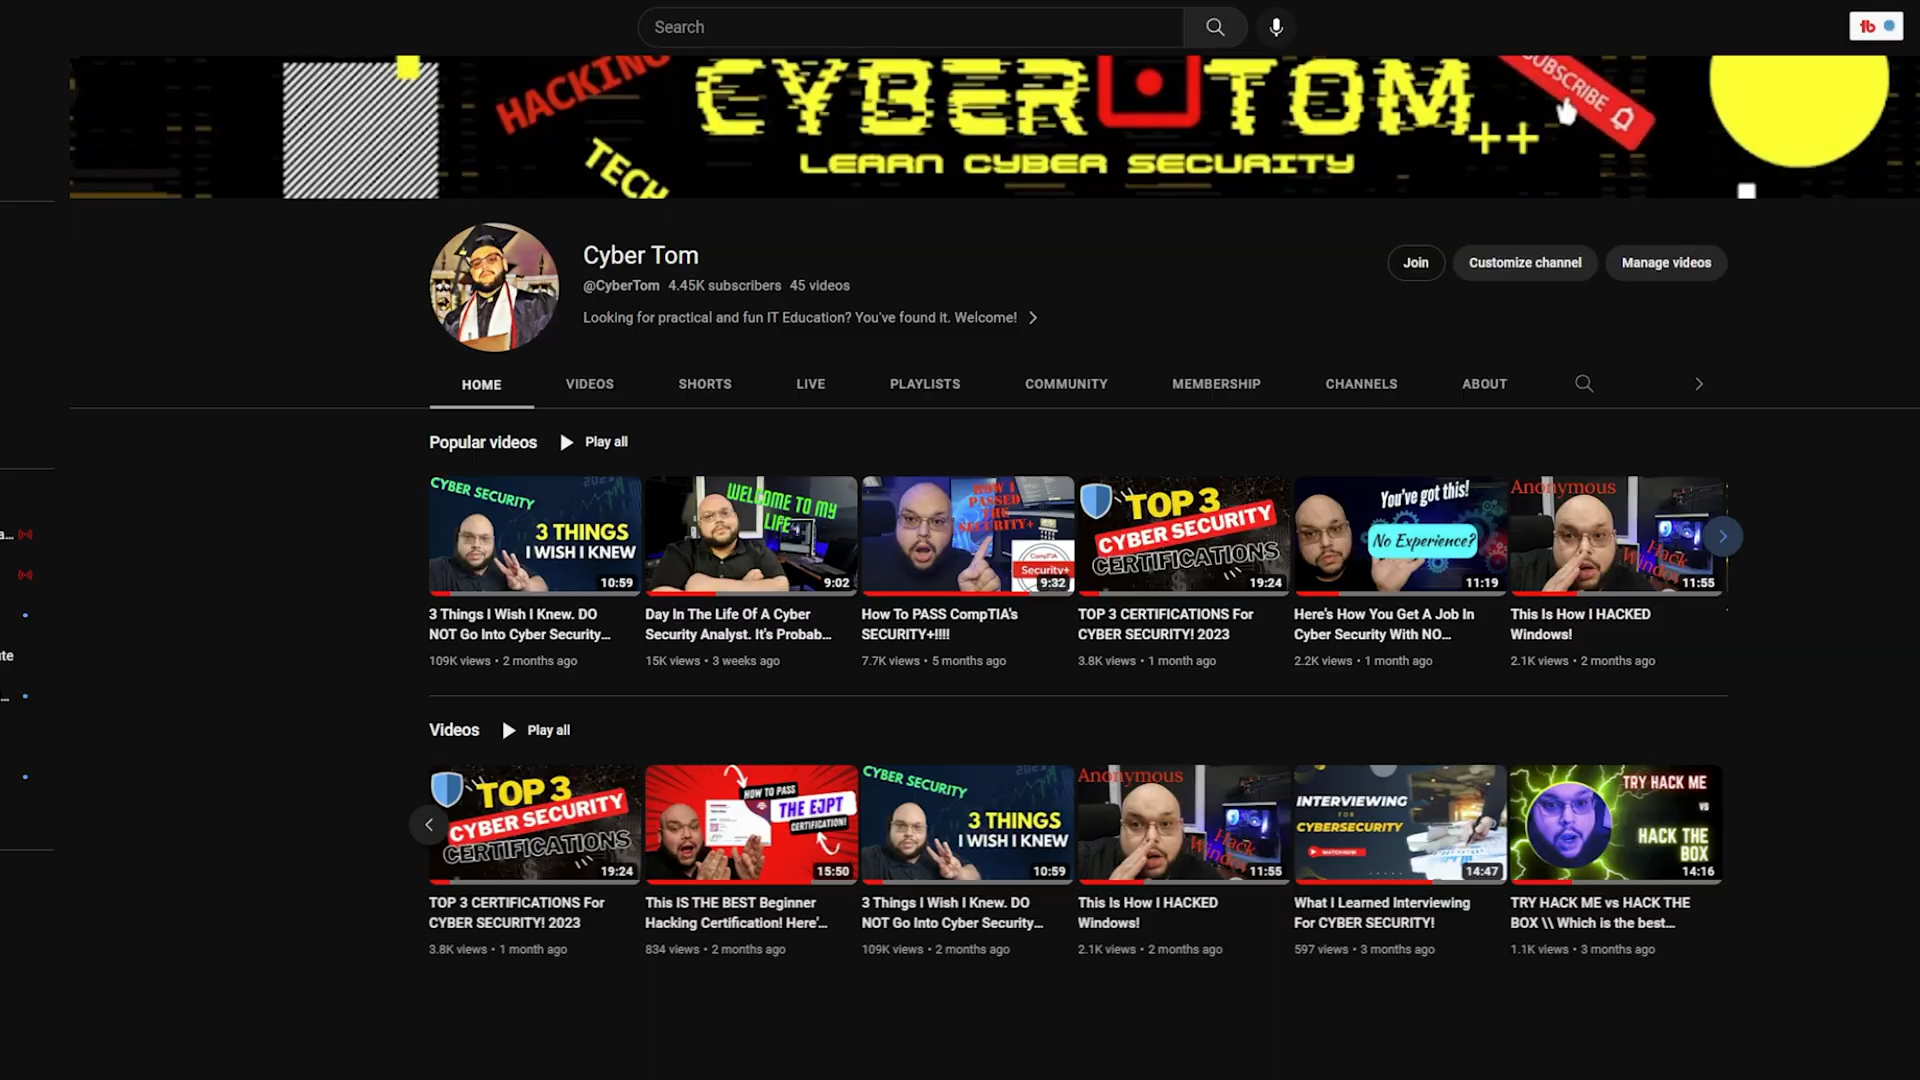 Search
HACKING
CYBER TOM
++
SUBSCRIBE
TECH
LEARN CYBER SECURITY
Cyber Tom
@CyberTom 4.45K subscribers 45 videos
Looking for practical and fun IT Education? You've found it. Welcome!
Join
Customize channel
Manage videos
HOME
VIDEOS
SHORTS
LIVE
PLAYLISTS
COMMUNITY
MEMBERSHIP
CHANNELS
ABOUT
Popular videos
Play all
CYBER SECURITY
3 THINGS
I WISH I KNEW
10:59
WELCOME TO MY
LIFE
9:02
HOW I
PASSED
THE
SECURITY+
CompTIA
Security+
9:32
TOP 3
CYBER SECURITY
CERTIFICATIONS
19:24
You've got this!
No Experience?
11:19
Anonymous
Hack
Windows
11:55
3 Things I Wish I Knew. DO
NOT Go Into Cyber Security...
109K views • 2 months ago
Day In The Life Of A Cyber
Security Analyst. It's Probab...
15K views • 3 weeks ago
How To PASS CompTIA's
SECURITY+!!!!
7.7K views • 5 months ago
TOP 3 CERTIFICATIONS For
CYBER SECURITY! 2023
3.8K views • 1 month ago
Here's How You Get A Job In
Cyber Security With NO...
2.2K views • 1 month ago
This Is How I HACKED
Windows!
2.1K views • 2 months ago
Videos
Play all
TOP 3
CYBER SECURITY
CERTIFICATIONS
19:24
HOW TO PASS
THE EJPT
CERTIFICATION!
15:50
CYBER SECURITY
3 THINGS
I WISH I KNEW
10:59
Anonymous
Hack
Windows
11:55
INTERVIEWING
FOR
CYBERSECURITY
WATCH NOW
14:47
TRY HACK ME
VS
HACK THE
BOX
14:16
TOP 3 CERTIFICATIONS For
CYBER SECURITY! 2023
3.8K views • 1 month ago
This IS THE BEST Beginner
Hacking Certification! Here'...
834 views • 2 months ago
3 Things I Wish I Knew. DO
NOT Go Into Cyber Security...
109K views • 2 months ago
This Is How I HACKED
Windows!
2.1K views • 2 months ago
What I Learned Interviewing
For CYBER SECURITY!
597 views • 3 months ago
TRY HACK ME vs HACK THE
BOX \\ Which is the best...
1.1K views • 3 months ago